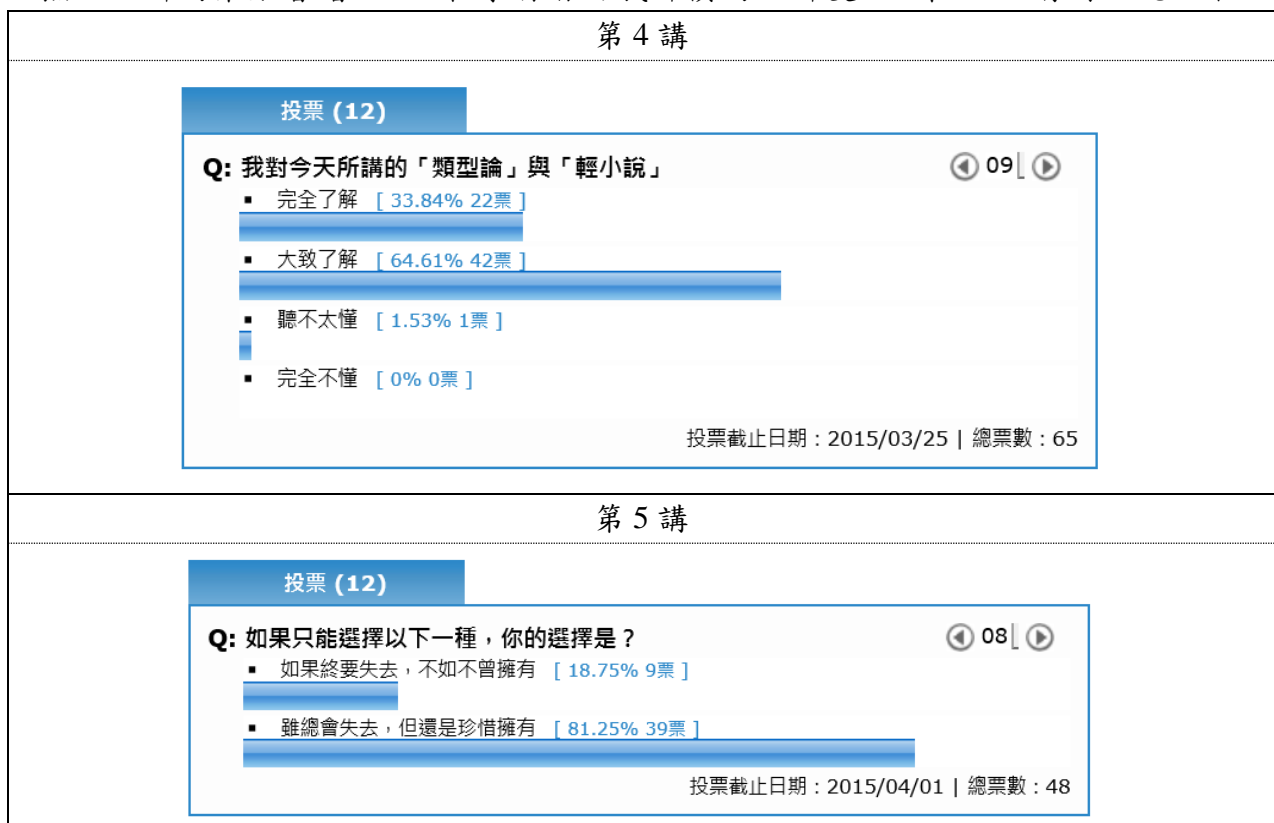 第 4 講
投票 (12)
Q: 我對今天所講的「類型論」與「輕小說」
09
▪ 完全了解 [ 33.84% 22票 ]
▪ 大致了解 [ 64.61% 42票 ]
▪ 聽不太懂 [ 1.53% 1票 ]
▪ 完全不懂 [ 0% 0票 ]
投票截止日期：2015/03/25 | 總票數：65
第 5 講
投票 (12)
Q: 如果只能選擇以下一種，你的選擇是？
08
▪ 如果終要失去，不如不曾擁有 [ 18.75% 9票 ]
▪ 雖總會失去，但還是珍惜擁有 [ 81.25% 39票 ]
投票截止日期：2015/04/01 | 總票數：48